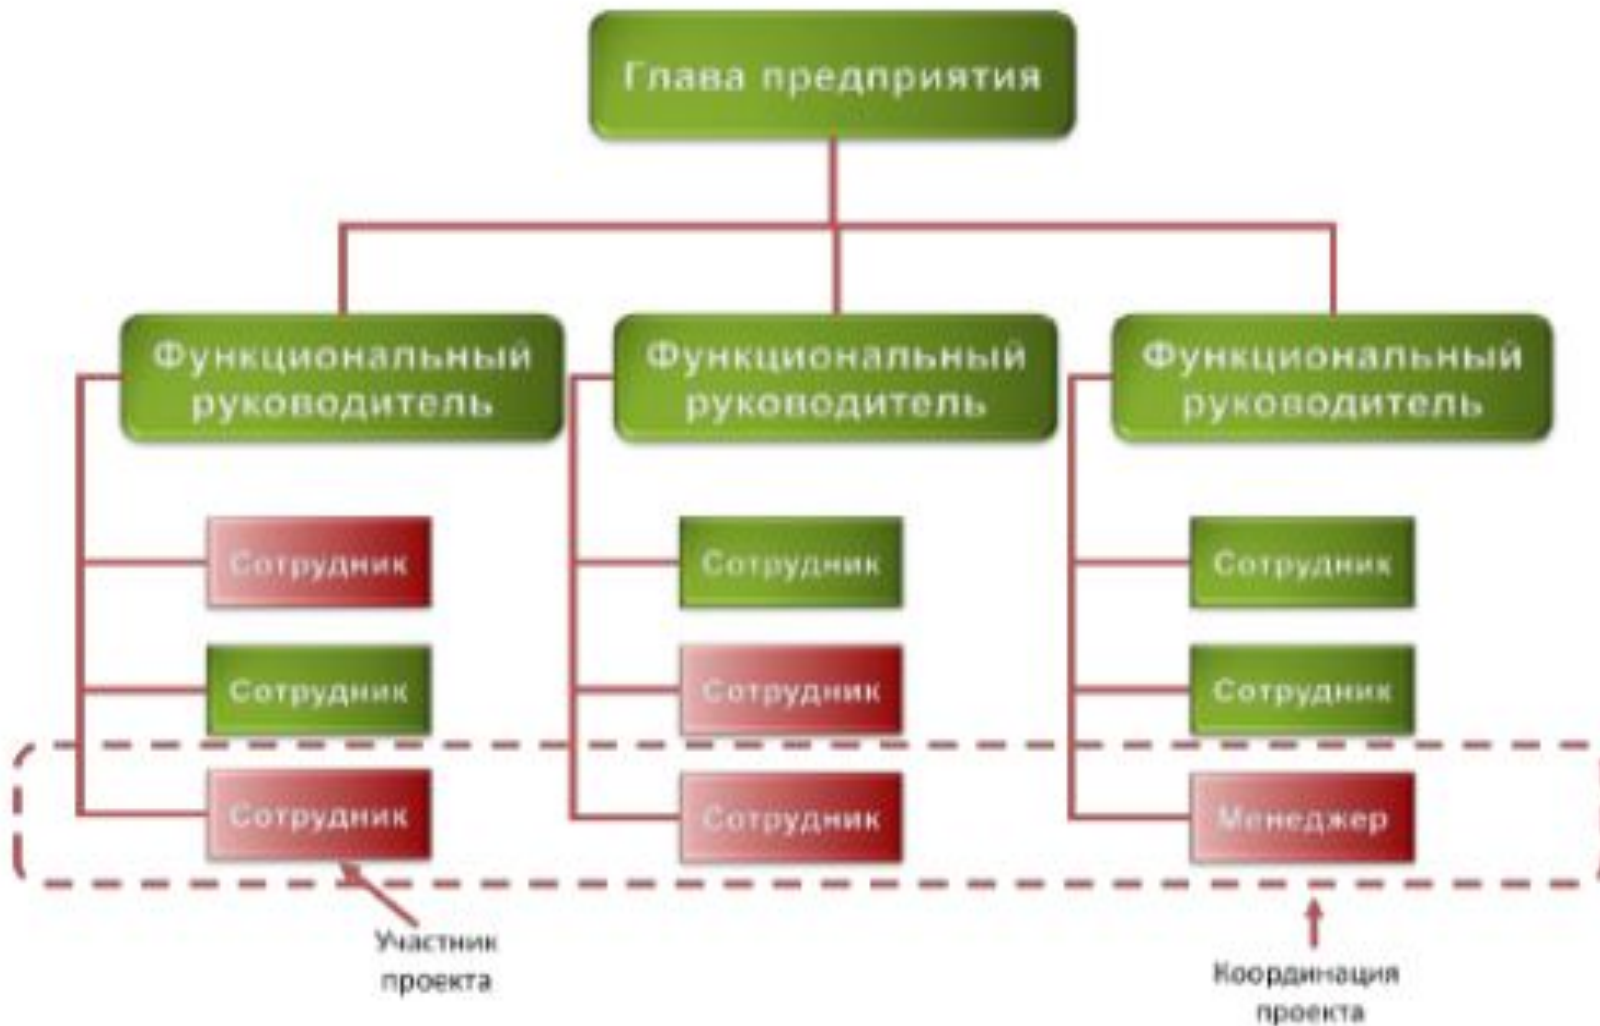 Глава предприятия
Функциональный
руководитель
Функциональный
руководитель
Функциональный
руководитель
Сотрудник
Сотрудник
Сотрудник
Сотрудник
Сотрудник
Сотрудник
Сотрудник
Сотрудник
Менеджер
Участник
проекта
Координация
проекта